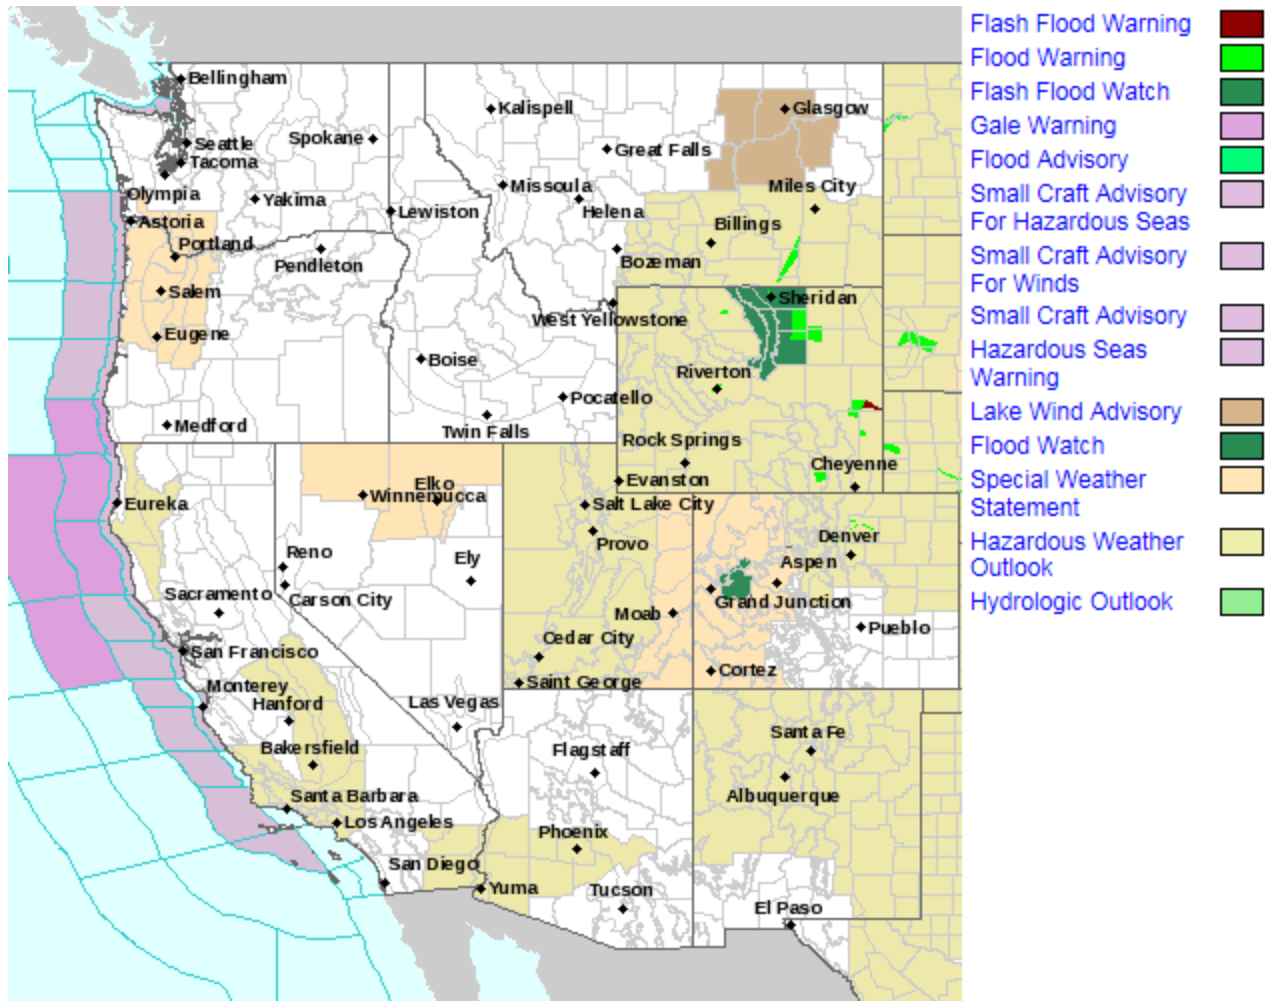 Bellingham
Seattle
Tacoma
Olympia
Spokane
Yakima
Astoria
Portland
Pendleton
Salem
Eugene
Medford
Lewiston
Kalispell
Great Falls
Missoula
Helena
Glasgow
Miles City
Billings
Bozeman
West Yellowstone
Boise
Pocatello
Twin Falls
Sheridan
Riverton
Rock Springs
Evanston
Cheyenne
Eureka
Elko
Winnemucca
Reno
Carson City
Ely
Sacramento
San Francisco
Monterey
Hanford
Bakersfield
Las Vegas
Santa Barbara
Los Angeles
San Diego
Salt Lake City
Provo
Moab
Cedar City
Saint George
Denver
Aspen
Grand Junction
Pueblo
Cortez
Flagstaff
Phoenix
Yuma
Tucson
Santa Fe
Albuquerque
El Paso
Flash Flood Warning
Flood Warning
Flash Flood Watch
Gale Warning
Flood Advisory
Small Craft Advisory
For Hazardous Seas
Small Craft Advisory
For Winds
Small Craft Advisory
Hazardous Seas
Warning
Lake Wind Advisory
Flood Watch
Special Weather
Statement
Hazardous Weather
Outlook
Hydrologic Outlook